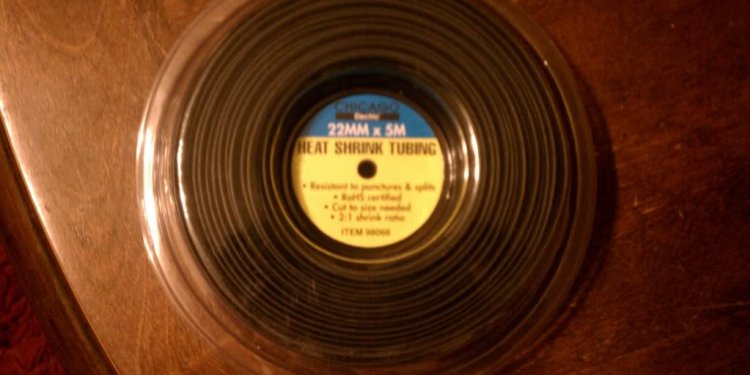 CHICAGO
Electric
22MM x 5M
HEAT SHRINK TUBING
• Resistant to punctures & splits
• RoHS certified
• Cut to size needed
• 2:1 shrink ratio
ITEM 98068